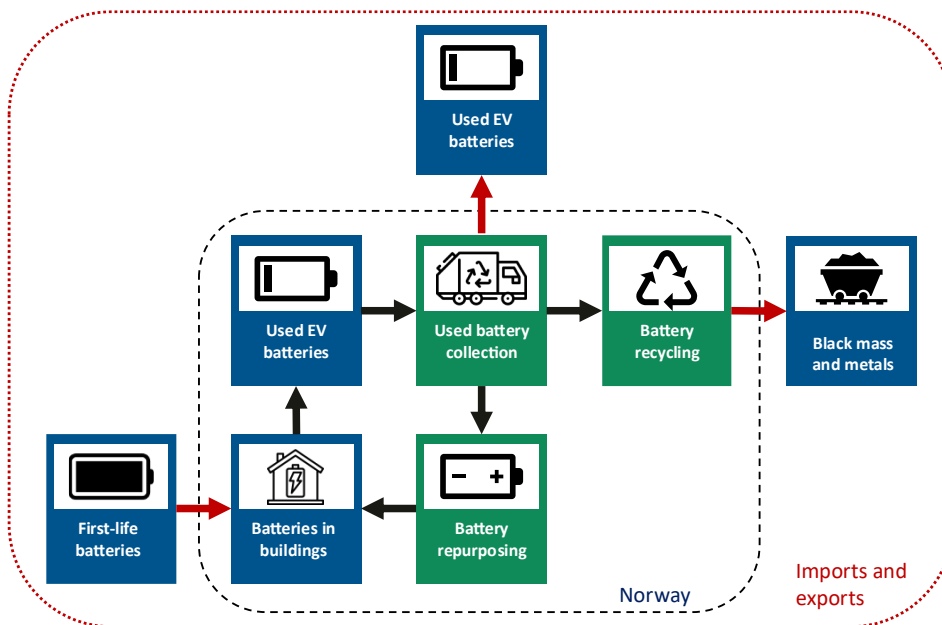 Used EV
batteries
Used EV
batteries
Used battery
collection
Battery
recycling
Black mass
and metals
First-life
batteries
Batteries in
buildings
Battery
repurposing
Norway
Imports and
exports